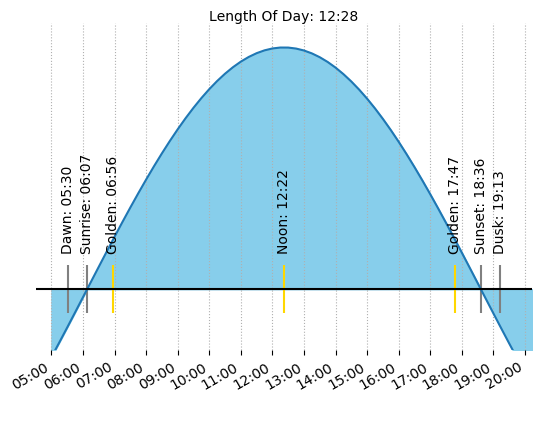 Length Of Day: 12:28
Dawn: 05:30
Sunrise: 06:07
Golden: 06:56
Noon: 12:22
Golden: 17:47
Sunset: 18:36
Dusk: 19:13
05:00
06:00
07:00
08:00
09:00
10:00
11:00
12:00
13:00
14:00
15:00
16:00
17:00
18:00
19:00
20:00